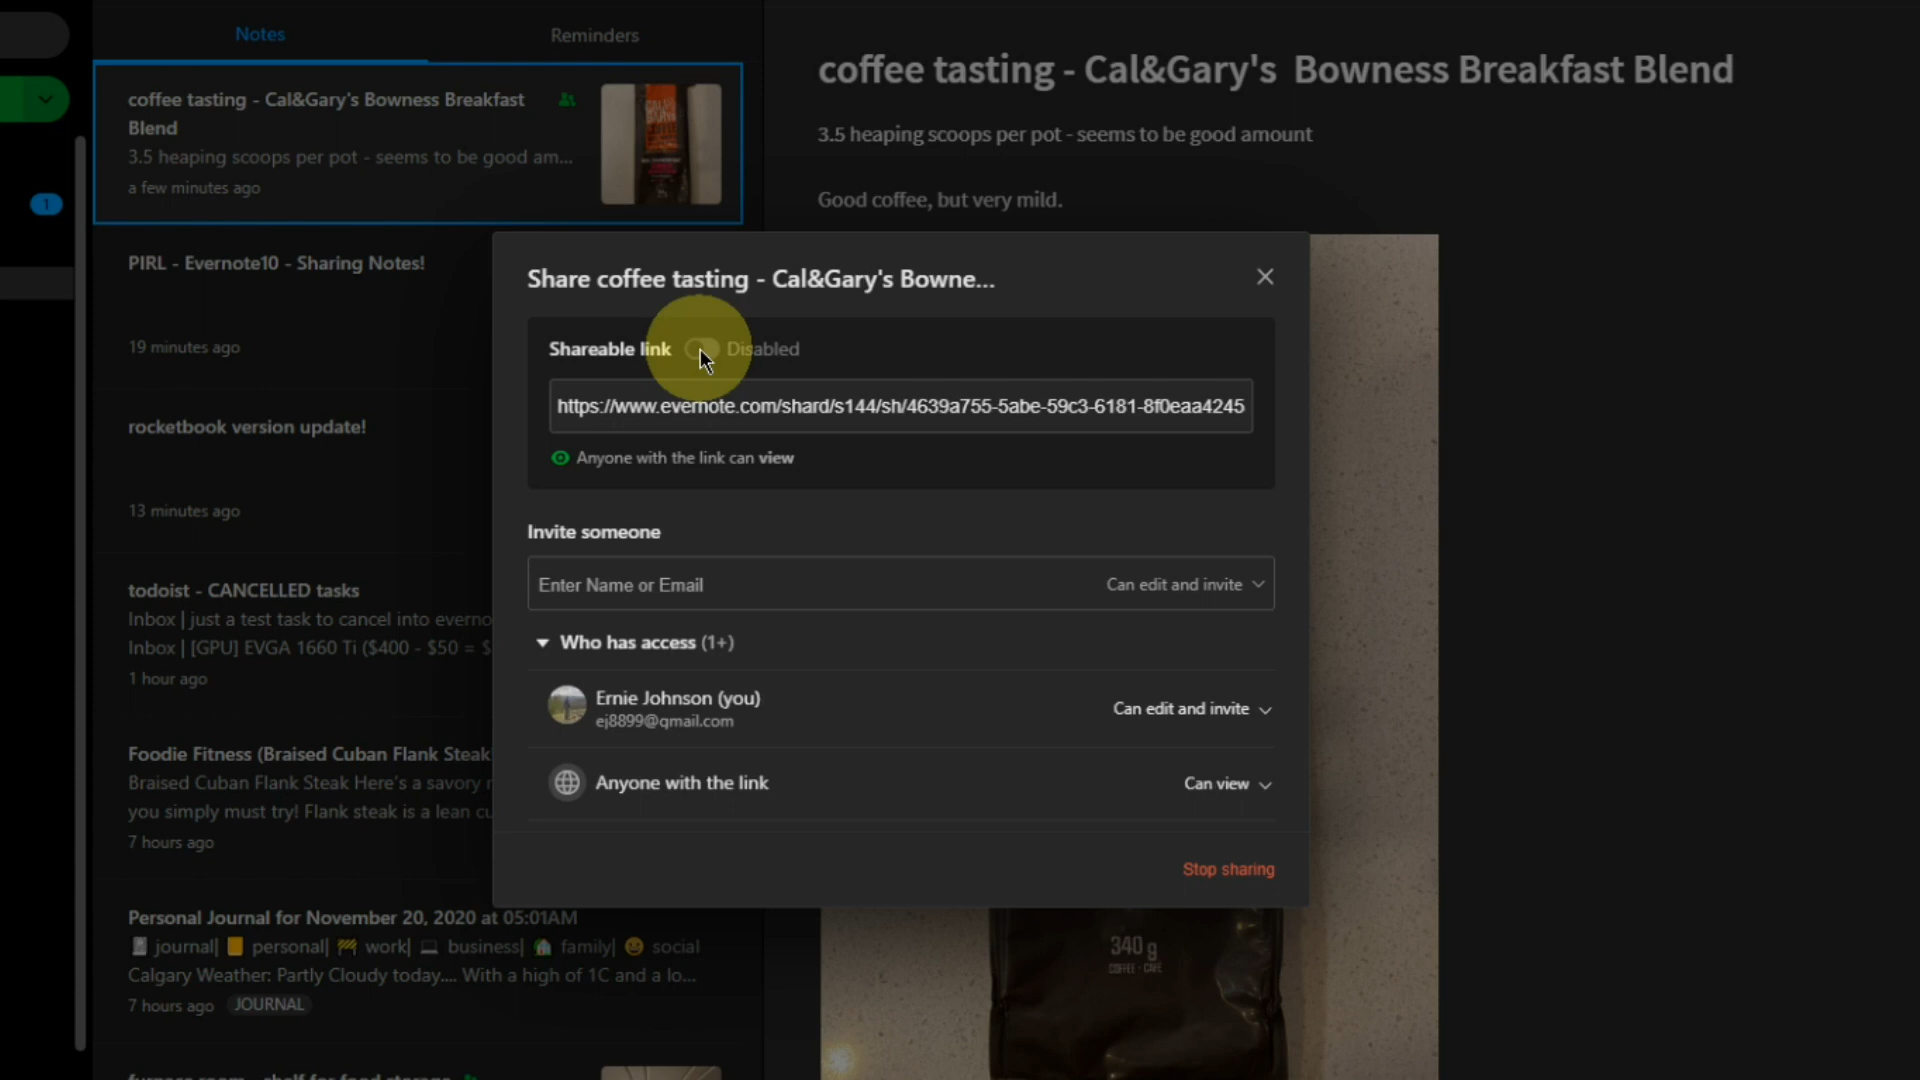 Notes
Reminders
coffee tasting - Cal&Gary's Bowness Breakfast
Blend
3.5 heaping scoops per pot - seems to be good am...
a few minutes ago
1
PIRL - Evernote10 - Sharing Notes!
19 minutes ago
rocketbook version update!
13 minutes ago
todoist - CANCELLED tasks
Inbox | just a test task to cancel into everno
Inbox | [GPU] EVGA 1660 Ti ($400 - $50 = $
1 hour ago
Foodie Fitness (Braised Cuban Flank Steak
Braised Cuban Flank Steak Here's a savory r
you simply must try! Flank steak is a lean cu
7 hours ago
Personal Journal for November 20, 2020 at 05:01AM
journal| personal| work| business| family| social
Calgary Weather: Partly Cloudy today.... With a high of 1C and a lo...
7 hours ago JOURNAL
coffee tasting - Cal&Gary's Bowness Breakfast Blend
3.5 heaping scoops per pot - seems to be good amount
Good coffee, but very mild.
Share coffee tasting - Cal&Gary's Bowne...
Shareable link Disabled
https://www.evernote.com/shard/s144/sh/4639a755-5abe-59c3-6181-8f0eaa4245
Anyone with the link can view
Invite someone
Enter Name or Email Can edit and invite
Who has access (1+)
Ernie Johnson (you)
ej8899@gmail.com
Can edit and invite
Anyone with the link Can view
Stop sharing
340 g
COFFEE · CAFÉ